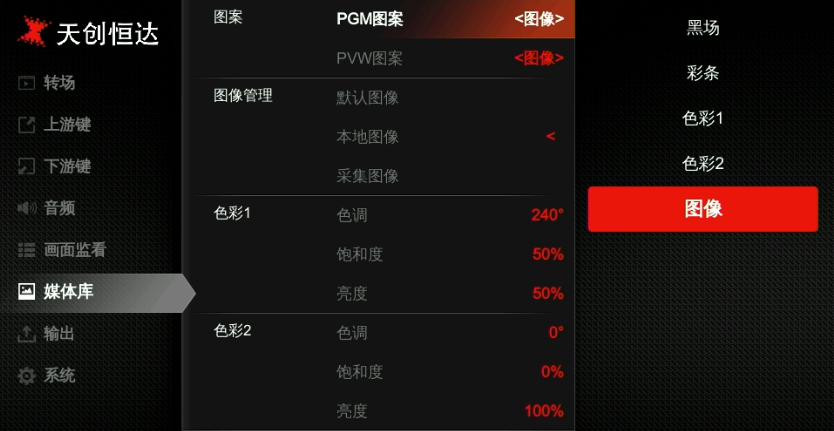 天创恒达
转场
上游键
下游键
音频
画面监看
媒体库
输出
系统
图案
PGM图案
<图像>
PVW图案
<图像>
图像管理
默认图像
本地图像
<
采集图像
色彩1
色调
240°
饱和度
50%
亮度
50%
色彩2
色调
0°
饱和度
0%
亮度
100%
黑场
彩条
色彩1
色彩2
图像